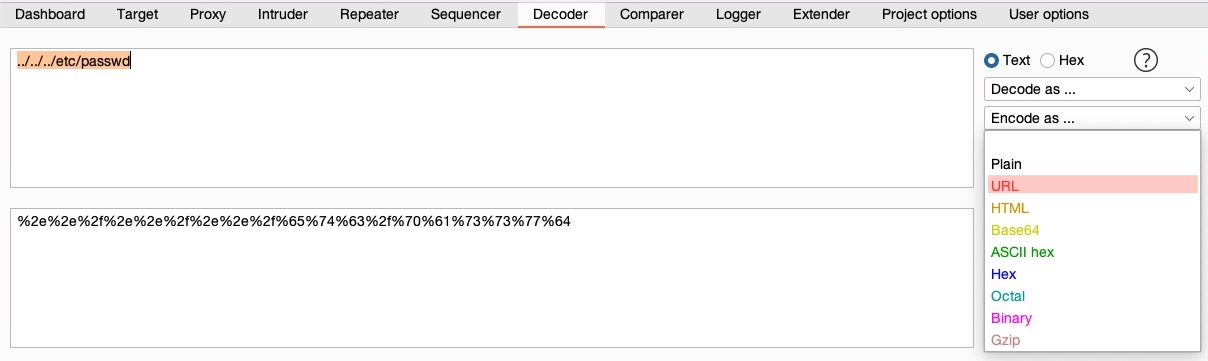 Dashboard Target Proxy Intruder Repeater Sequencer Decoder Comparer Logger Extender Project options User options
../../../etc/passwd
Text Hex ?
Decode as ...
Encode as ...
Plain
URL
HTML
Base64
ASCII hex
Hex
Octal
Binary
Gzip
%2e%2e%2f%2e%2e%2f%2e%2e%2f%65%74%63%2f%70%61%73%73%77%64